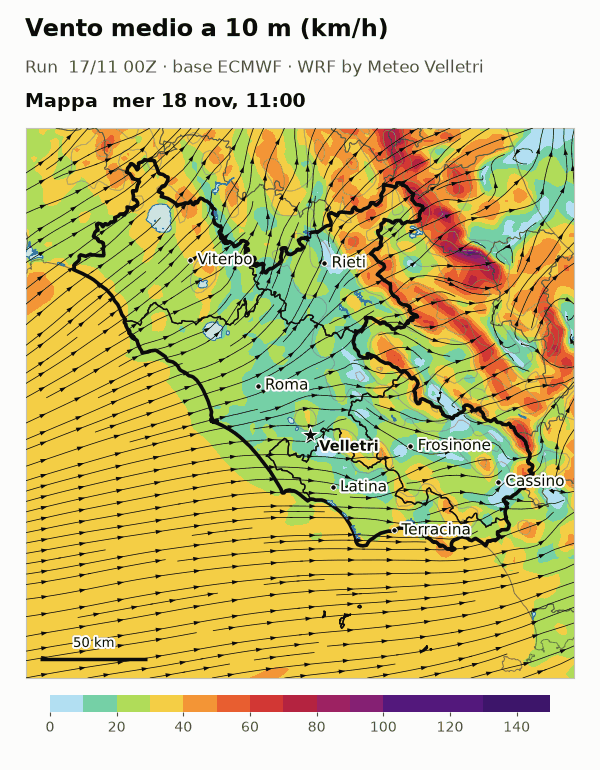 Vento medio a 10 m (km/h)
Run  17/11 00Z · base ECMWF · WRF by Meteo Velletri
Mappa  mer 18 nov, 11:00
Viterbo
Rieti
Roma
Velletri
Frosinone
Latina
Cassino
Terracina
50 km
0 20 40 60 80 100 120 140